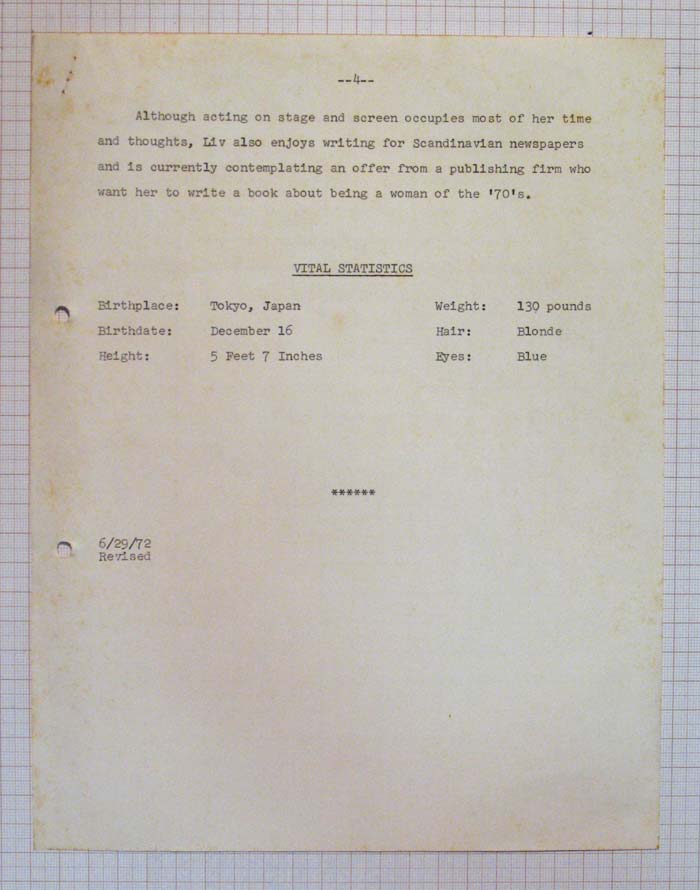 --4--
Although acting on stage and screen occupies most of her time
and thoughts, Liv also enjoys writing for Scandinavian newspapers
and is currently contemplating an offer from a publishing firm who
want her to write a book about being a woman of the '70's.
VITAL STATISTICS
Birthplace: Tokyo, Japan Weight: 130 pounds
Birthdate: December 16 Hair: Blonde
Height: 5 Feet 7 Inches Eyes: Blue
******
6/29/72
Revised